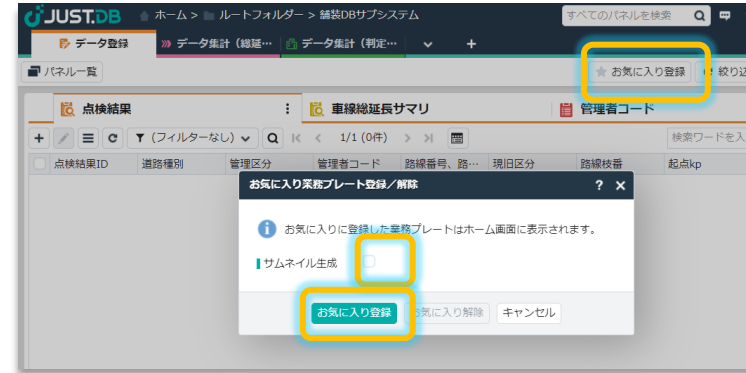 JUST.DB ホーム > ルートフォルダー > 舗装DBサブシステム すべてのパネルを検索
データ登録 データ集計（総延… データ集計（判定…
パネル一覧 お気に入り登録 絞り込
点検結果 車線総延長サマリ 管理者コード
(フィルターなし) 1/1 (0件) 検索ワードを入
点検結果ID 道路種別 管理区分 管理者コード 路線番号、路… 現旧区分 路線枝番 起点kp
お気に入り業務プレート登録／解除 ?
お気に入りに登録した業務プレートはホーム画面に表示されます。
サムネイル生成
お気に入り登録 お気に入り解除 キャンセル